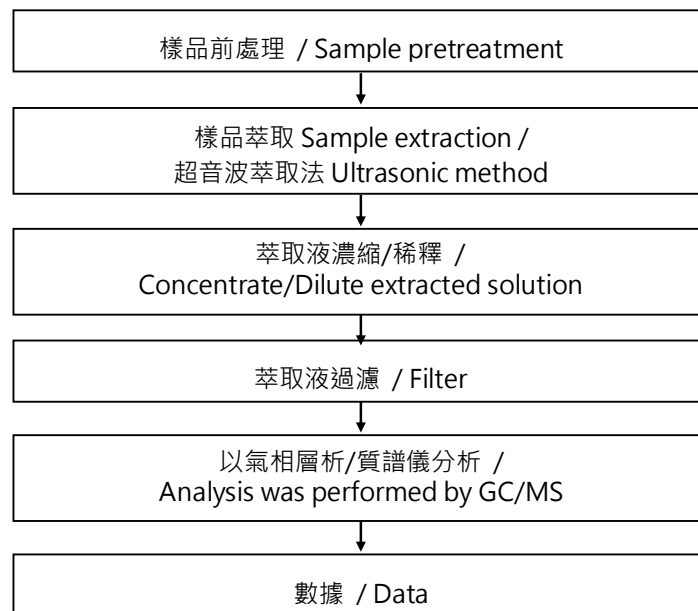 樣品前處理 / Sample pretreatment
樣品萃取 Sample extraction /
超音波萃取法 Ultrasonic method
萃取液濃縮/稀釋 /
Concentrate/Dilute extracted solution
萃取液過濾 / Filter
以氣相層析/質譜儀分析 /
Analysis was performed by GC/MS
數據 / Data